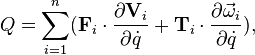 Q = \sum_{i=1}^{n} (\mathbf{F}_i \cdot \frac{\partial \mathbf{V}_i}{\partial \dot{q}} + \mathbf{T}_i \cdot \frac{\partial \vec{\omega}_i}{\partial \dot{q}}),